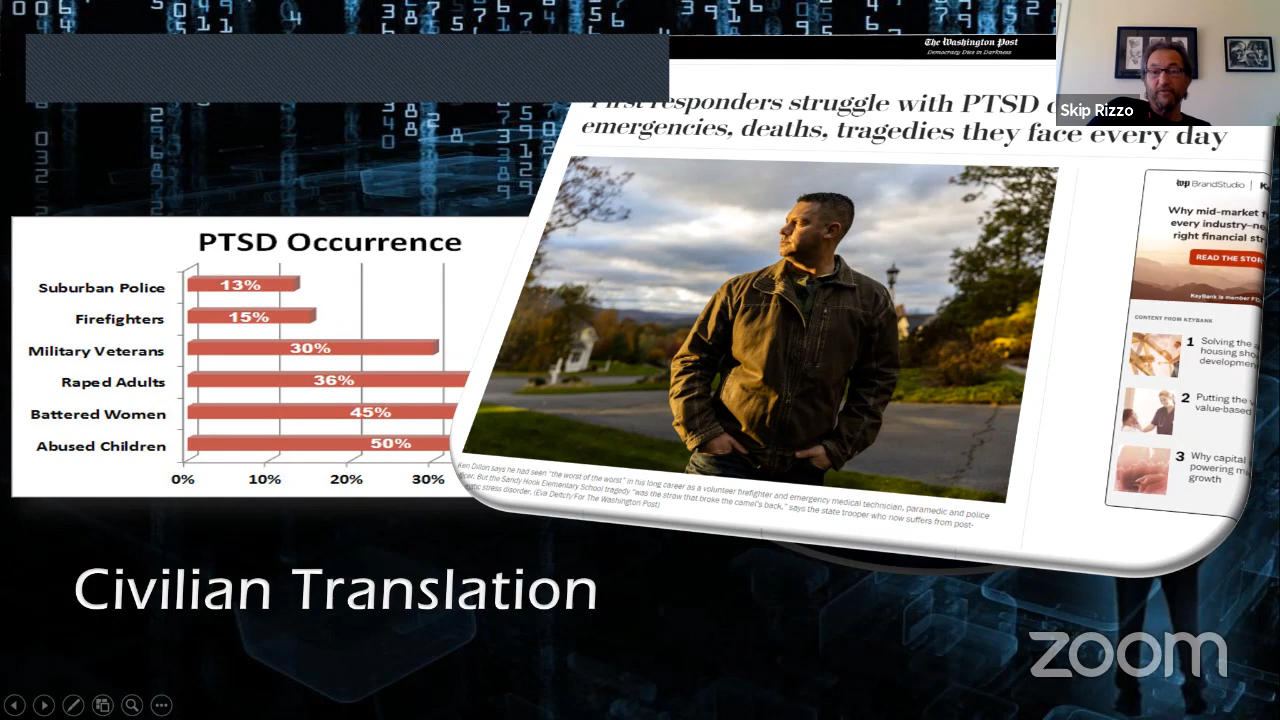 The Washington Post
Democracy Dies in Darkness
Skip Rizzo
First responders struggle with PTSD
emergencies, deaths, tragedies they face every day
PTSD Occurrence
Suburban Police 13%
Firefighters 15%
Military Veterans 30%
Raped Adults 36%
Battered Women 45%
Abused Children 50%
0% 10% 20% 30%
Ken Dillon says he had seen "the worst of the worst" in his long career as a volunteer firefighter and emergency medical technician, paramedic and police
But the Sandy Hook Elementary School tragedy "was the straw that broke the camel's back," says the state trooper who now suffers from post-
stress disorder. (Eva Deitch/For The Washington Post)
wp BrandStudio
Why mid-market
every industry—
right financial
READ THE
KeyBank is member
CONTENT FROM KEYBANK
1 Solving the
housing
2 Putting the
value-based
3 Why capital
powering
growth
Civilian Translation
zoom